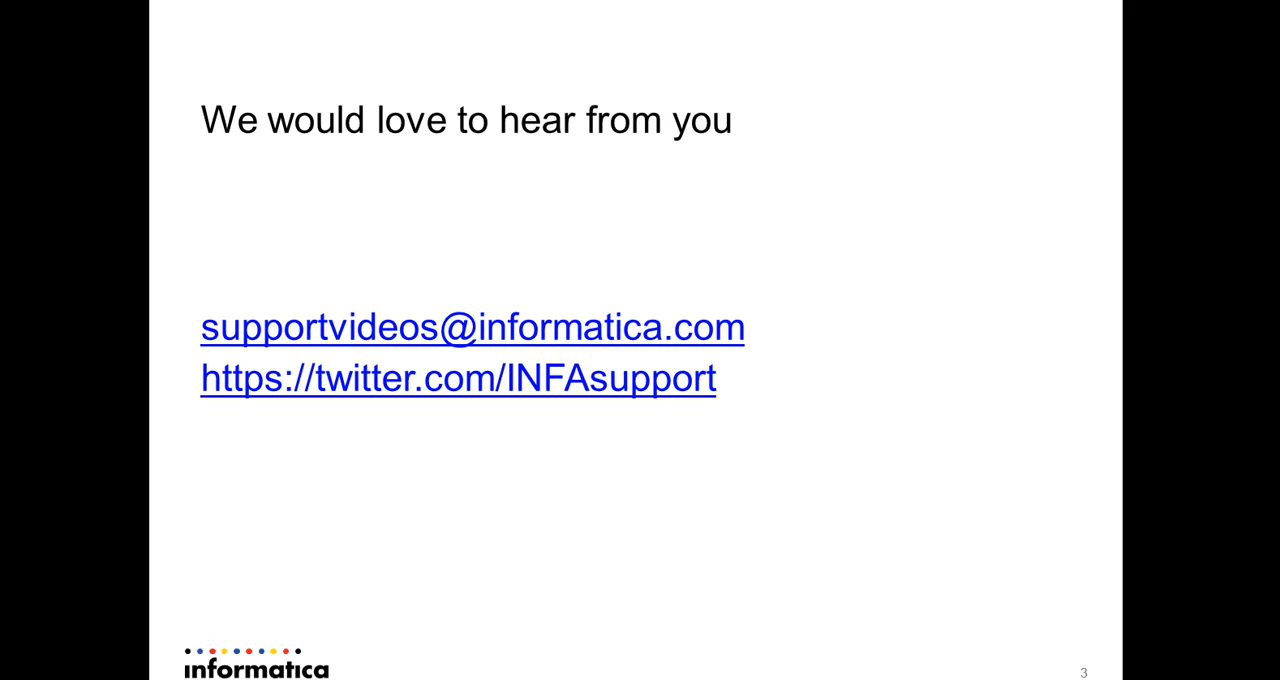 We would love to hear from you
supportvideos@informatica.com
https://twitter.com/INFAsupport
informatica
3